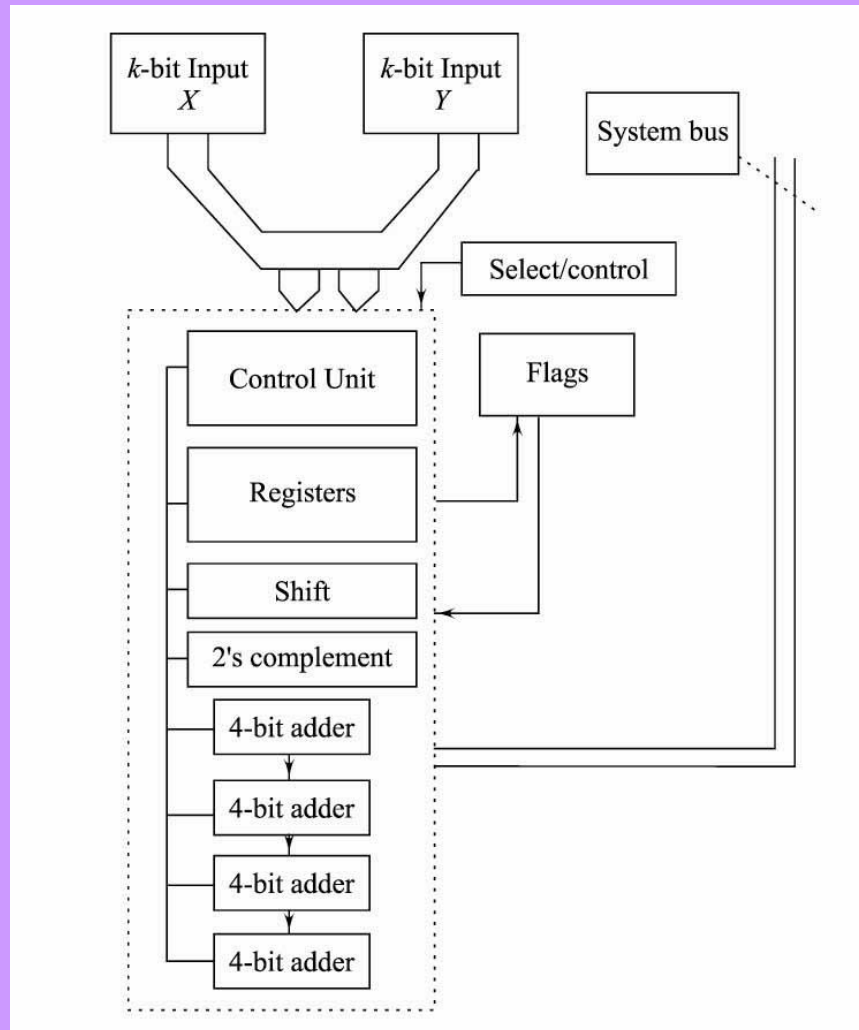 k-bit Input
X
k-bit Input
Y
System bus
Select/control
Control Unit
Flags
Registers
Shift
2's complement
4-bit adder
4-bit adder
4-bit adder
4-bit adder